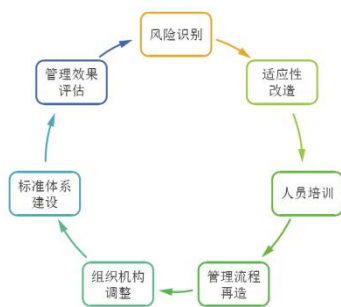 风险识别
适应性
改造
人员培训
管理流程
再造
组织机构
调整
标准体系
建设
管理效果
评估